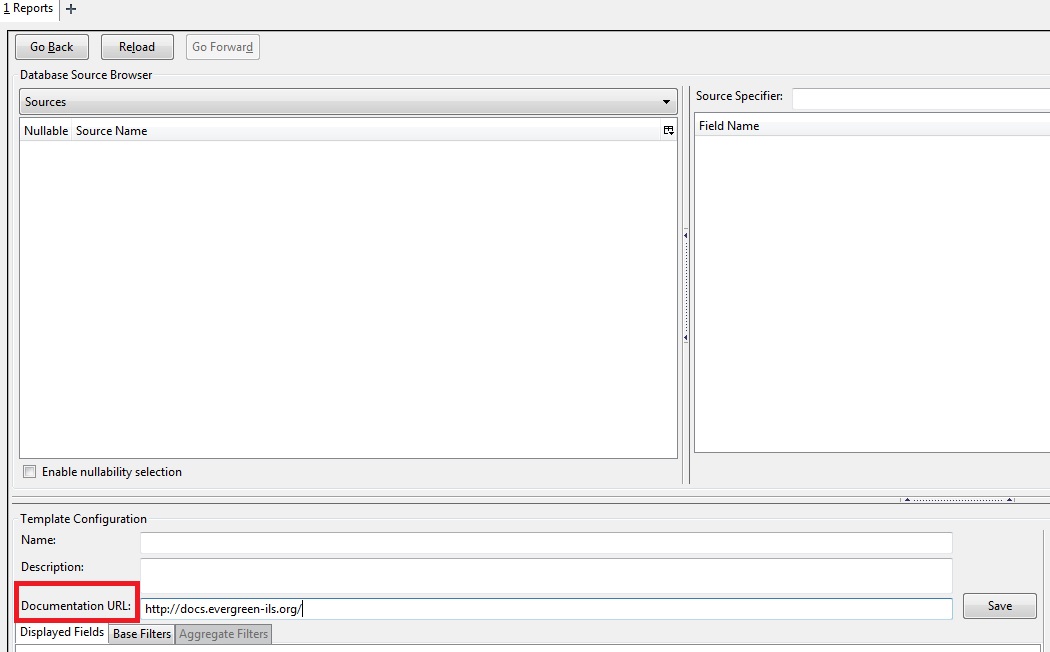 1 Reports +
Go Back Reload Go Forward
Database Source Browser
Sources
Source Specifier:
Nullable Source Name
Field Name
Enable nullability selection
Template Configuration
Name:
Description:
Documentation URL: http://docs.evergreen-ils.org/
Save
Displayed Fields Base Filters Aggregate Filters